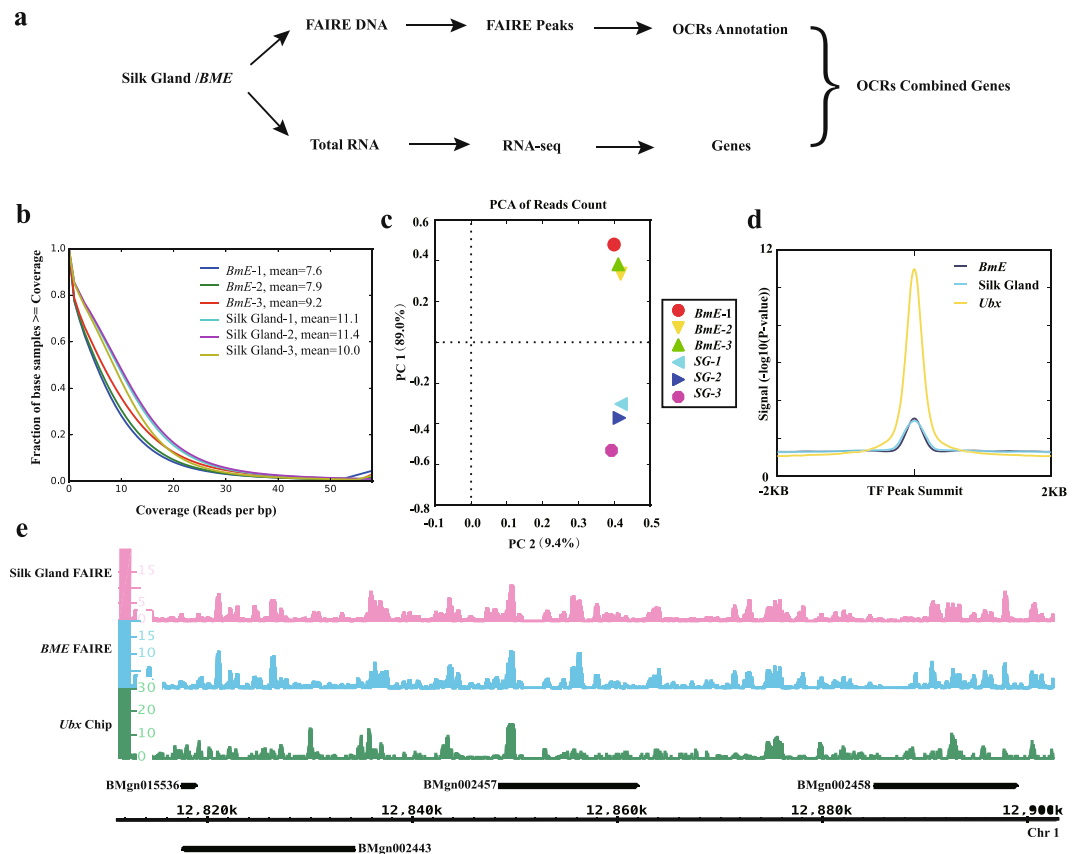 a
FAIRE DNA
FAIRE Peaks
OCRs Annotation
Silk Gland /BME
OCRs Combined Genes
Total RNA
RNA-seq
Genes
b
Fraction of base samples >= Coverage
1.0
0.8
0.6
0.4
0.2
0.0
BmE-1, mean=7.6
BmE-2, mean=7.9
BmE-3, mean=9.2
Silk Gland-1, mean=11.1
Silk Gland-2, mean=11.4
Silk Gland-3, mean=10.0
0 10 20 30 40 50
Coverage (Reads per bp)
c
PCA of Reads Count
PC 1 (89.0%)
0.6
0.4
0.2
0.0
-0.2
-0.4
-0.6
-0.8
-0.1 0.0 0.1 0.2 0.3 0.4 0.5
PC 2 (9.4%)
BmE-1
BmE-2
BmE-3
SG-1
SG-2
SG-3
d
Signal (-log10(P-value))
12
0
BmE
Silk Gland
Ubx
-2KB TF Peak Summit 2KB
e
Silk Gland FAIRE
15
5
0
BME FAIRE
15
10
0
Ubx Chip
30
20
10
0
BMgn015536
BMgn002457
BMgn002458
12,820k 12,840k 12,860k 12,880k 12,900k
Chr 1
BMgn002443